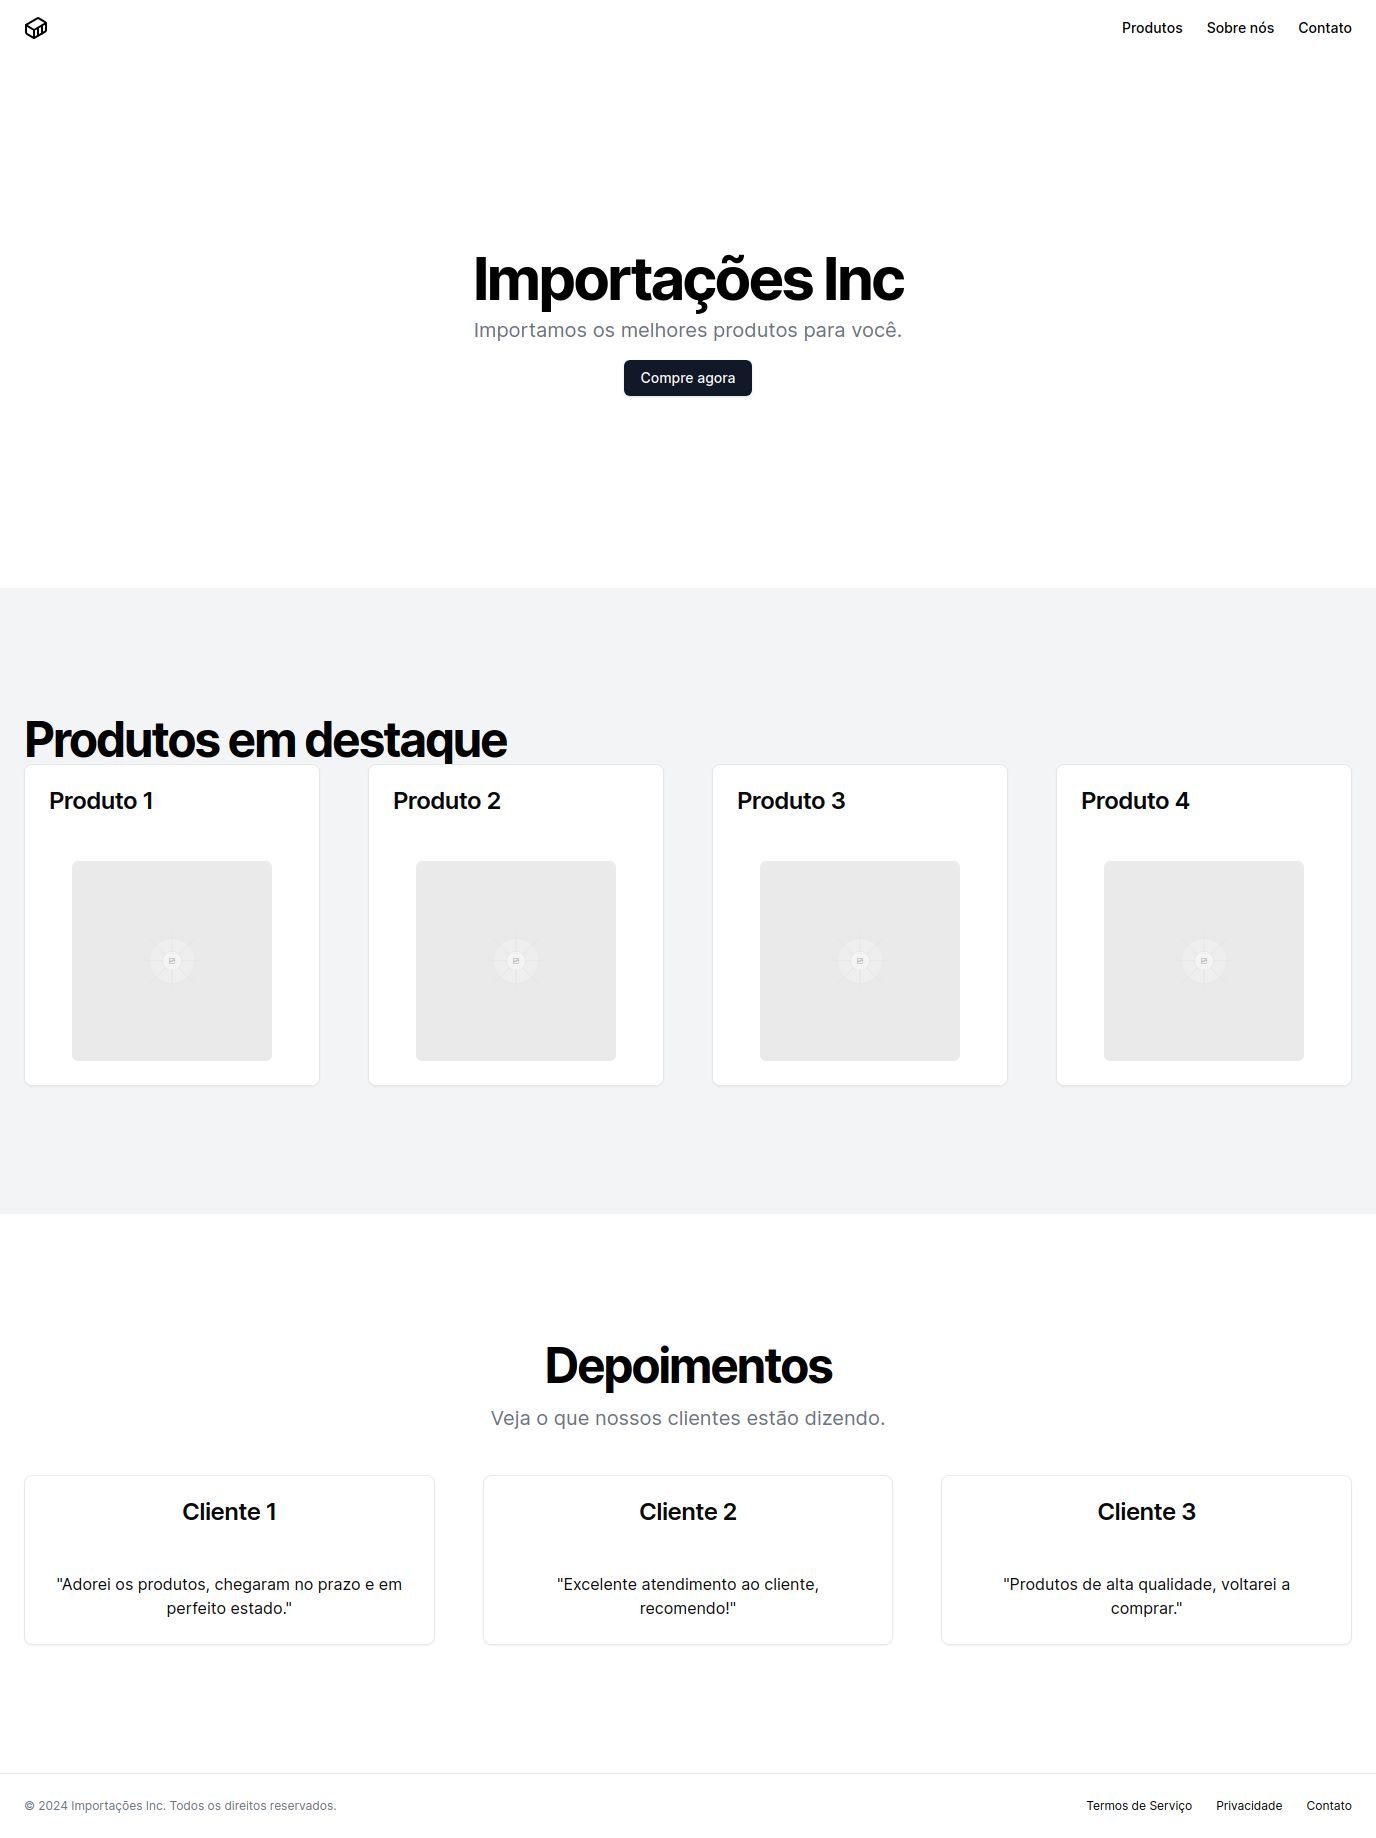 Produtos Sobre nós Contato
Importações Inc
Importamos os melhores produtos para você.
Compre agora
Produtos em destaque
Produto 1
Produto 2
Produto 3
Produto 4
Depoimentos
Veja o que nossos clientes estão dizendo.
Cliente 1
"Adorei os produtos, chegaram no prazo e em
perfeito estado."
Cliente 2
"Excelente atendimento ao cliente,
recomendo!"
Cliente 3
"Produtos de alta qualidade, voltarei a
comprar."
© 2024 Importações Inc. Todos os direitos reservados.
Termos de Serviço Privacidade Contato